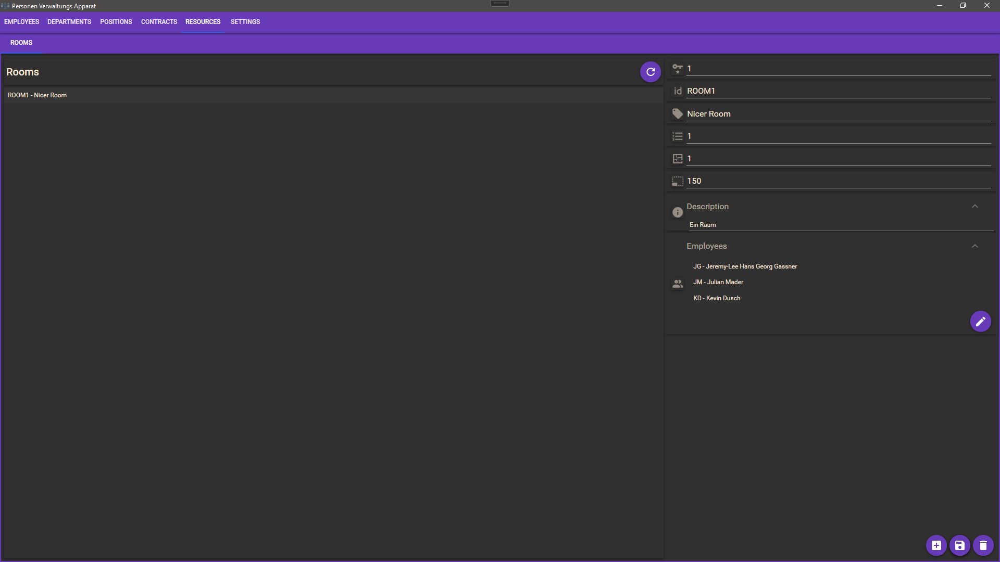 Personen Verwaltungs Apparat
EMPLOYEES DEPARTMENTS POSITIONS CONTRACTS RESOURCES SETTINGS
ROOMS
Rooms
ROOM1 - Nicer Room
1
id ROOM1
Nicer Room
1
1
150
Description
Ein Raum
Employees
JG - Jeremy-Lee Hans Georg Gassner
JM - Julian Mader
KD - Kevin Dusch